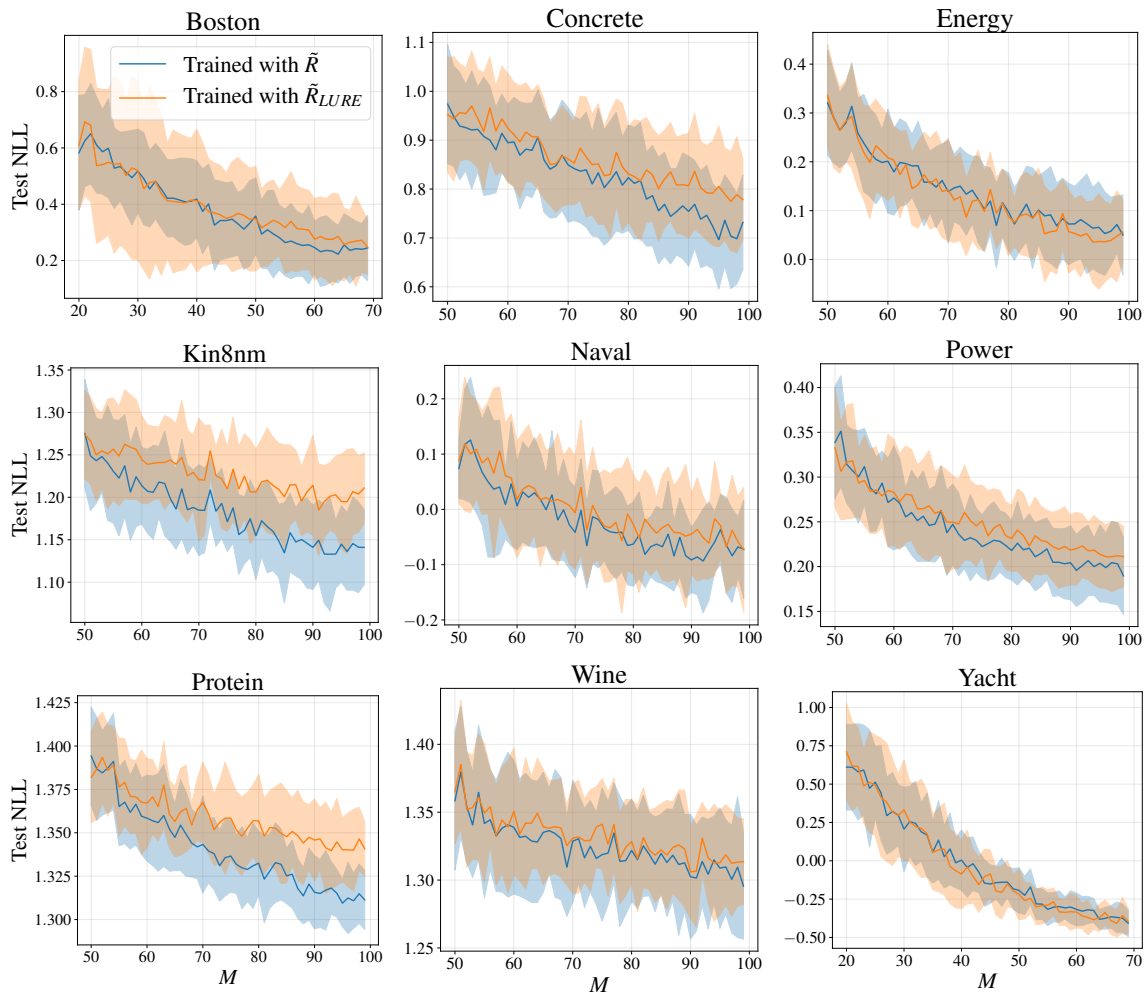 Boston
Concrete
Energy
Trained with R̃
Trained with R̃LURE
Test NLL
0.8
0.6
0.4
0.2
20 30 40 50 60 70
1.1
1.0
0.9
0.8
0.7
0.6
50 60 70 80 90 100
0.4
0.3
0.2
0.1
0.0
50 60 70 80 90 100
Kin8nm
Naval
Power
Test NLL
1.35
1.30
1.25
1.20
1.15
1.10
50 60 70 80 90 100
0.2
0.1
0.0
−0.1
−0.2
50 60 70 80 90 100
0.40
0.35
0.30
0.25
0.20
0.15
50 60 70 80 90 100
Protein
Wine
Yacht
Test NLL
1.425
1.400
1.375
1.350
1.325
1.300
50 60 70 80 90 100
M
1.40
1.35
1.30
1.25
50 60 70 80 90 100
M
1.00
0.75
0.50
0.25
0.00
−0.25
−0.50
20 30 40 50 60 70
M